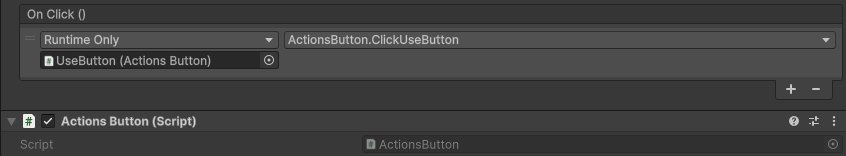 On Click ()
Runtime Only
ActionsButton.ClickUseButton
UseButton (Actions Button)
Actions Button (Script)
Script
ActionsButton